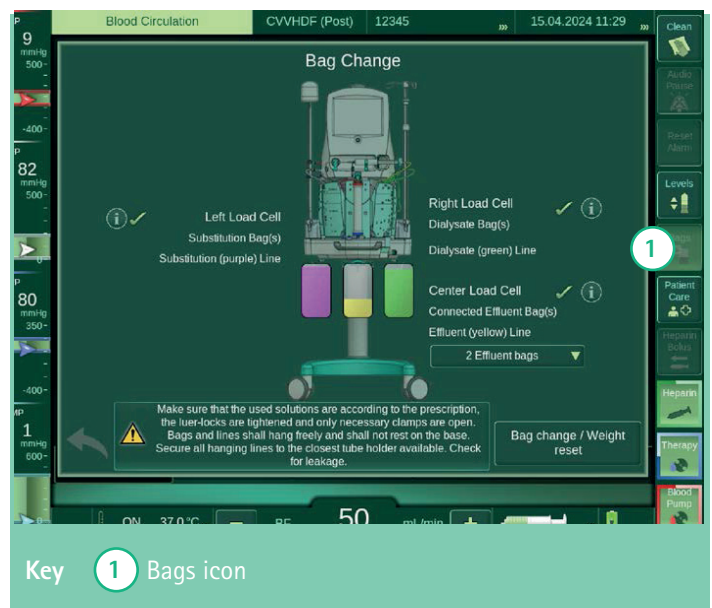 Blood Circulation
CVVHDF (Post)
12345
15.04.2024 11:29
P
9
mmHg
500-
-400-
P
82
mmHg
500-
0-
P
80
mmHg
350-
-400-
MP
1
mmHg
600-
Bag Change
Left Load Cell
Substitution Bag(s)
Substitution (purple) Line
Right Load Cell
Dialysate Bag(s)
Dialysate (green) Line
Center Load Cell
Connected Effluent Bag(s)
Effluent (yellow) Line
2 Effluent bags
Make sure that the used solutions are according to the prescription,
the luer-locks are tightened and only necessary clamps are open.
Bags and lines shall hang freely and shall not rest on the base.
Secure all hanging lines to the closest tube holder available. Check
for leakage.
Bag change / Weight
reset
Clean
Audio
Pause
Reset
Alarm
Levels
1
Bags
Patient
Care
Heparin
Bolus
Heparin
Therapy
Blood
Pump
ON 37.0 °C
BF 50 mL/min
Key 1 Bags icon